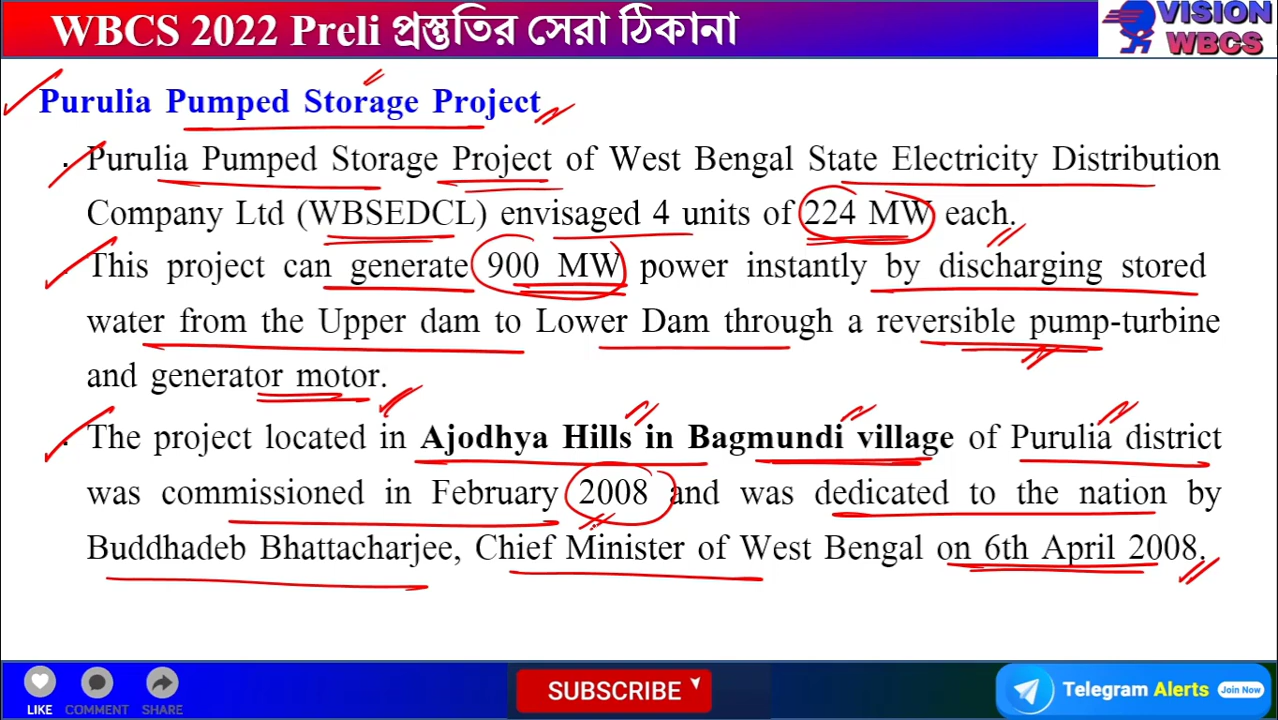 WBCS 2022 Preli প্রস্তুতির সেরা ঠিকানা
VISION
WBCS
Purulia Pumped Storage Project
Purulia Pumped Storage Project of West Bengal State Electricity Distribution
Company Ltd (WBSEDCL) envisaged 4 units of 224 MW each.
This project can generate 900 MW power instantly by discharging stored
water from the Upper dam to Lower Dam through a reversible pump-turbine
and generator motor.
The project located in Ajodhya Hills in Bagmundi village of Purulia district
was commissioned in February 2008 and was dedicated to the nation by
Buddhadeb Bhattacharjee, Chief Minister of West Bengal on 6th April 2008.
LIKE COMMENT SHARE
SUBSCRIBE
Telegram Alerts Join Now